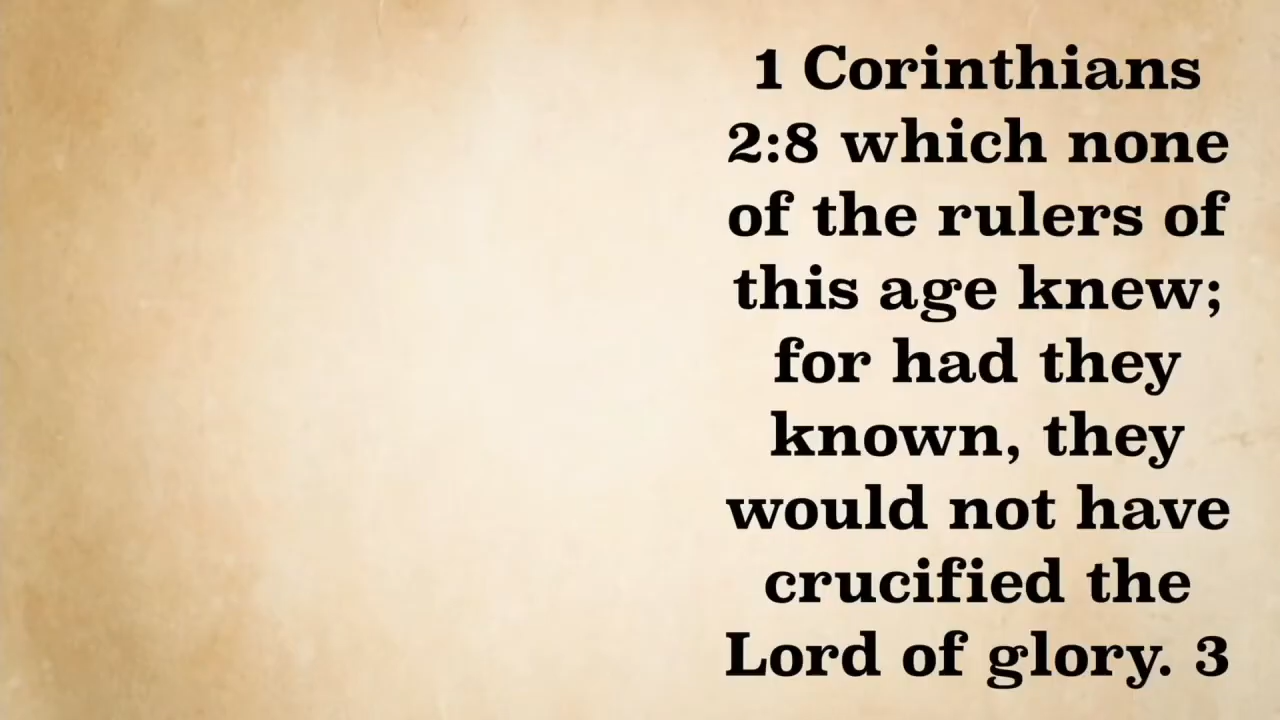 1 Corinthians
2:8 which none
of the rulers of
this age knew;
for had they
known, they
would not have
crucified the
Lord of glory. 3